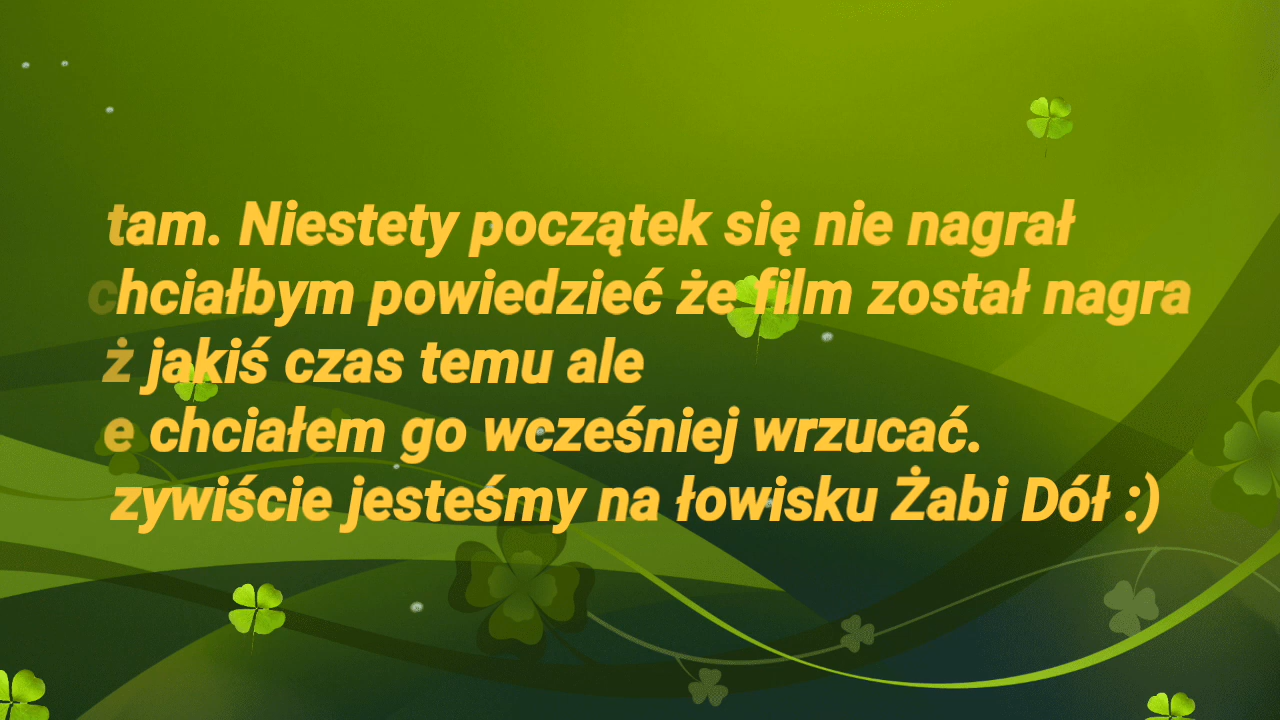 tam. Niestety początek się nie nagrał
chciałbym powiedzieć że film został nagra
ż jakiś czas temu ale
e chciałem go wcześniej wrzucać.
zywiście jesteśmy na łowisku Żabi Dół :)